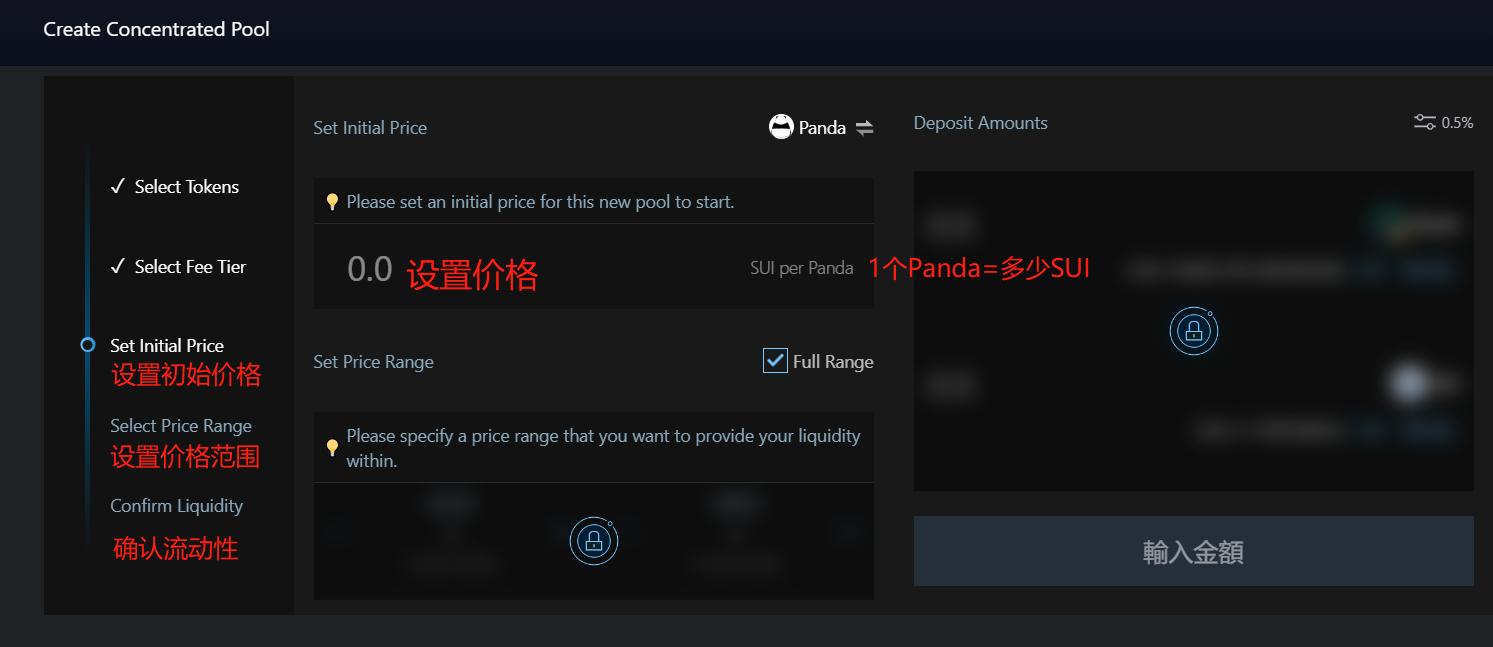 Create Concentrated Pool
Select Tokens
Select Fee Tier
Set Initial Price
设置初始价格
Select Price Range
设置价格范围
Confirm Liquidity
确认流动性
Set Initial Price
Panda
Please set an initial price for this new pool to start.
0.0
设置价格
SUI per Panda
1个Panda=多少SUI
Set Price Range
Full Range
Please specify a price range that you want to provide your liquidity
within.
Deposit Amounts
0.5%
輸入金額